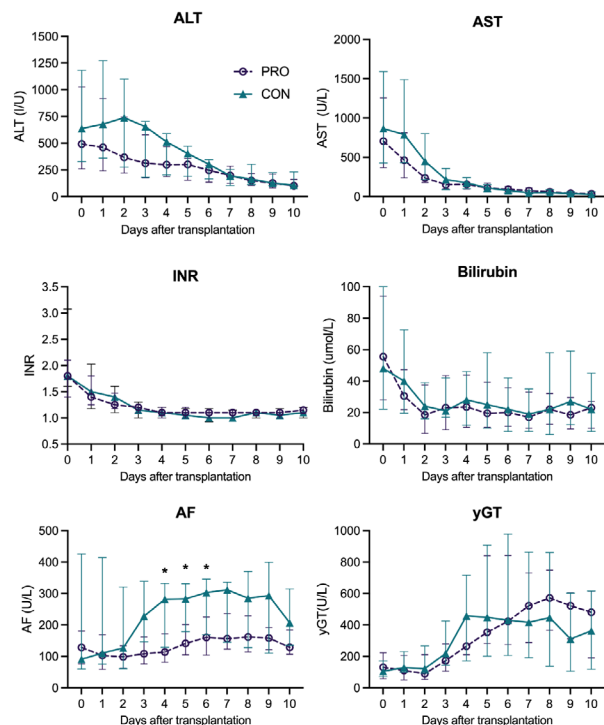 ALT
ALT (I/U)
1500
1250
1000
750
500
250
0
PRO
CON
0 1 2 3 4 5 6 7 8 9 10
Days after transplantation
AST
AST (U/L)
2000
1500
1000
500
0
0 1 2 3 4 5 6 7 8 9 10
Days after transplantation
INR
INR
3.5
3.0
2.5
2.0
1.5
1.0
0.5
0 1 2 3 4 5 6 7 8 9 10
Days after transplantation
Bilirubin
Bilirubin (umol/L)
100
80
60
40
20
0
0 1 2 3 4 5 6 7 8 9 10
Days after transplantation
AF
AF (U/L)
500
400
300
200
100
0
* * *
0 1 2 3 4 5 6 7 8 9 10
Days after transplantation
yGT
yGT(U/L)
1000
800
600
400
200
0
0 1 2 3 4 5 6 7 8 9 10
Days after transplantation